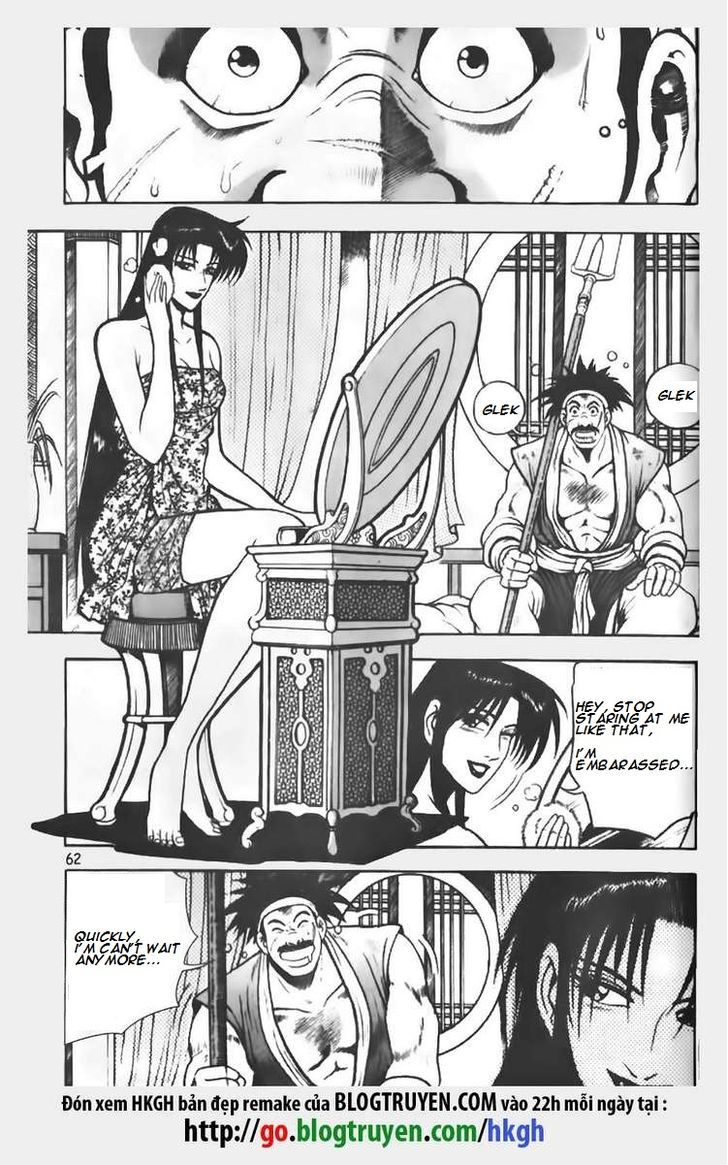 GLEK
GLEK
HEY, STOP
STARING AT ME
LIKE THAT,
I'M
EMBARASSED...
62
QUICKLY,
I'M CAN'T WAIT
ANYMORE...
Đón xem HKGH bản đẹp remake của BLOGTRUYEN.COM vào 22h mỗi ngày tại :
http://go.blogtruyen.com/hkgh